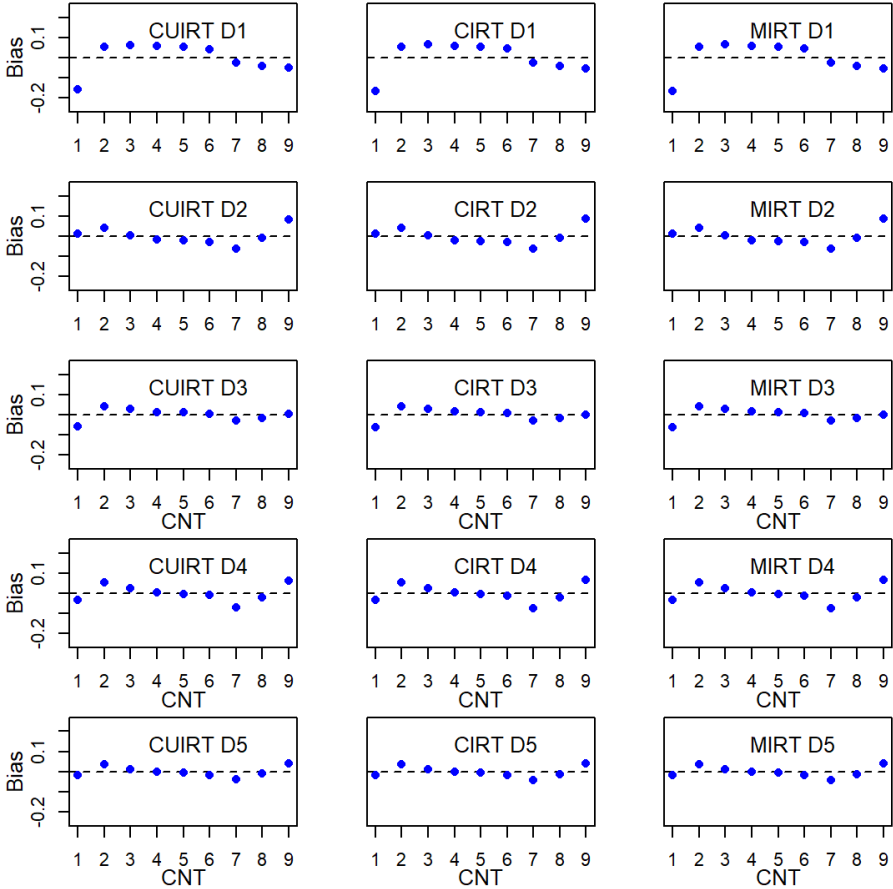 CUIRT D1
CIRT D1
MIRT D1
Bias
0.1
-0.2
1 2 3 4 5 6 7 8 9
1 2 3 4 5 6 7 8 9
1 2 3 4 5 6 7 8 9
CUIRT D2
CIRT D2
MIRT D2
Bias
0.1
-0.2
1 2 3 4 5 6 7 8 9
1 2 3 4 5 6 7 8 9
1 2 3 4 5 6 7 8 9
CUIRT D3
CIRT D3
MIRT D3
Bias
0.1
-0.2
1 2 3 4 5 6 7 8 9
1 2 3 4 5 6 7 8 9
1 2 3 4 5 6 7 8 9
CNT
CNT
CNT
CUIRT D4
CIRT D4
MIRT D4
Bias
0.1
-0.2
1 2 3 4 5 6 7 8 9
1 2 3 4 5 6 7 8 9
1 2 3 4 5 6 7 8 9
CNT
CNT
CNT
CUIRT D5
CIRT D5
MIRT D5
Bias
0.1
-0.2
1 2 3 4 5 6 7 8 9
1 2 3 4 5 6 7 8 9
1 2 3 4 5 6 7 8 9
CNT
CNT
CNT